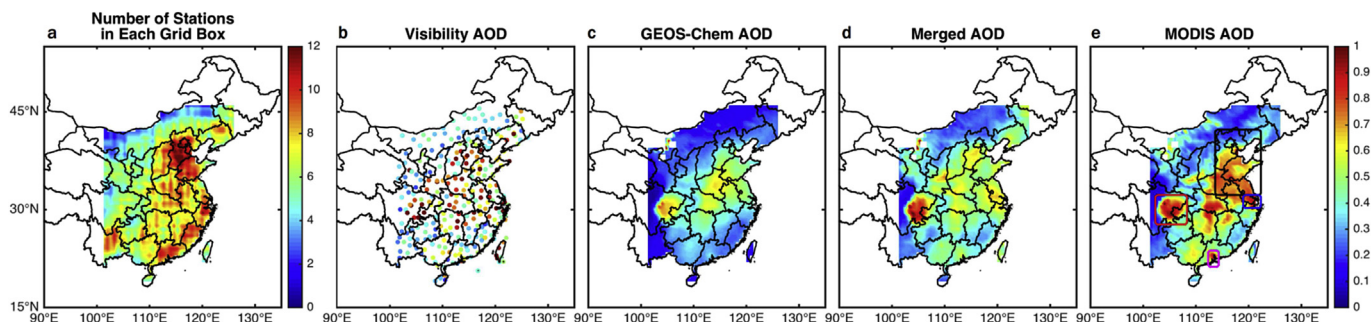 Number of Stations
in Each Grid Box
a
b Visibility AOD
c GEOS-Chem AOD
d Merged AOD
e MODIS AOD
45°N
30°N
15°N
90°E 100°E 110°E 120°E 130°E
12
10
8
6
4
2
0
90°E 100°E 110°E 120°E 130°E
90°E 100°E 110°E 120°E 130°E
90°E 100°E 110°E 120°E 130°E
90°E 100°E 110°E 120°E 130°E
1
0.9
0.8
0.7
0.6
0.5
0.4
0.3
0.2
0.1
0